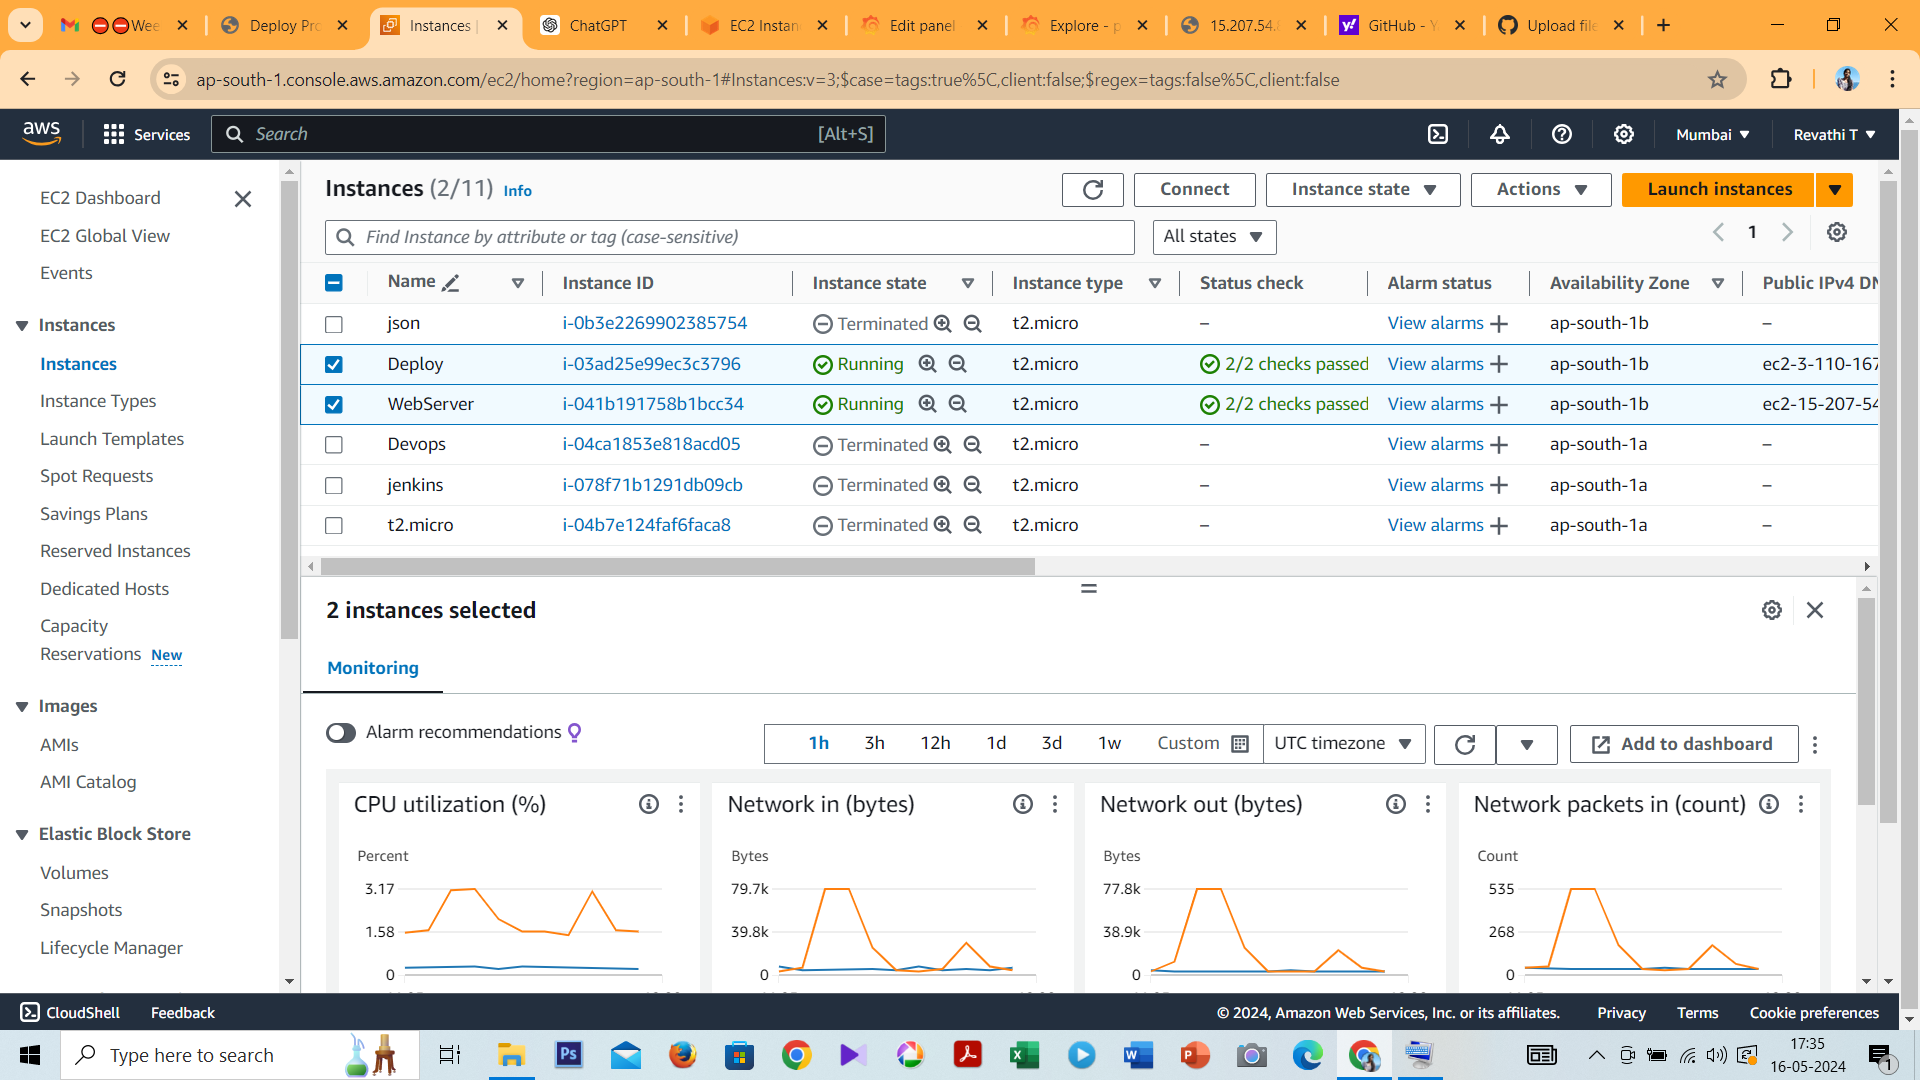 Wee
Deploy Pro
Instances |
ChatGPT
EC2 Instan
Edit panel
Explore - p
15.207.54.
GitHub - Y
Upload file
ap-south-1.console.aws.amazon.com/ec2/home?region=ap-south-1#Instances:v=3;$case=tags:true%5C,client:false;$regex=tags:false%5C,client:false
aws
Services
Search
[Alt+S]
Mumbai
Revathi T
EC2 Dashboard
EC2 Global View
Events
Instances
Instances
Instance Types
Launch Templates
Spot Requests
Savings Plans
Reserved Instances
Dedicated Hosts
Capacity
Reservations New
Images
AMIs
AMI Catalog
Elastic Block Store
Volumes
Snapshots
Lifecycle Manager
Instances (2/11) Info
Connect
Instance state
Actions
Launch instances
Find Instance by attribute or tag (case-sensitive)
All states
1
Name Instance ID Instance state Instance type Status check Alarm status Availability Zone Public IPv4 DN
json i-0b3e2269902385754 Terminated t2.micro – View alarms ap-south-1b –
Deploy i-03ad25e99ec3c3796 Running t2.micro 2/2 checks passed View alarms ap-south-1b ec2-3-110-167
WebServer i-041b191758b1bcc34 Running t2.micro 2/2 checks passed View alarms ap-south-1b ec2-15-207-54
Devops i-04ca1853e818acd05 Terminated t2.micro – View alarms ap-south-1a –
jenkins i-078f71b1291db09cb Terminated t2.micro – View alarms ap-south-1a –
t2.micro i-04b7e124faf6faca8 Terminated t2.micro – View alarms ap-south-1a –
2 instances selected
Monitoring
Alarm recommendations
1h 3h 12h 1d 3d 1w Custom UTC timezone
Add to dashboard
CPU utilization (%)
Percent
3.17
1.58
0
Network in (bytes)
Bytes
79.7k
39.8k
0
Network out (bytes)
Bytes
77.8k
38.9k
0
Network packets in (count)
Count
535
268
0
CloudShell Feedback
© 2024, Amazon Web Services, Inc. or its affiliates. Privacy Terms Cookie preferences
Type here to search
17:35
16-05-2024
1